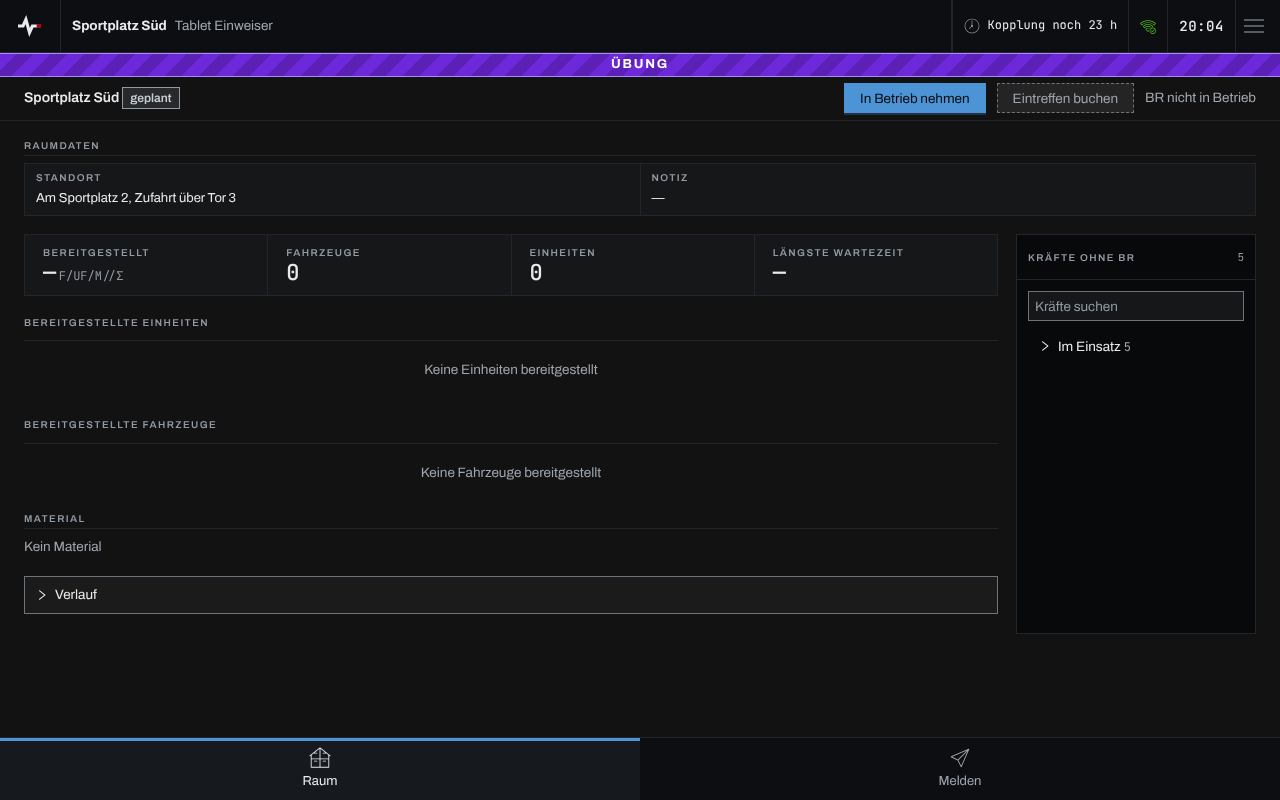 Sportplatz Süd Tablet Einweiser
Kopplung noch 23 h
20:04
ÜBUNG
Sportplatz Süd geplant
In Betrieb nehmen
Eintreffen buchen
BR nicht in Betrieb
RAUMDATEN
STANDORT
Am Sportplatz 2, Zufahrt über Tor 3
NOTIZ
—
BEREITGESTELLT
— F/UF/M//Σ
FAHRZEUGE
0
EINHEITEN
0
LÄNGSTE WARTEZEIT
—
KRÄFTE OHNE BR 5
Kräfte suchen
Im Einsatz 5
BEREITGESTELLTE EINHEITEN
Keine Einheiten bereitgestellt
BEREITGESTELLTE FAHRZEUGE
Keine Fahrzeuge bereitgestellt
MATERIAL
Kein Material
Verlauf
Raum
Melden